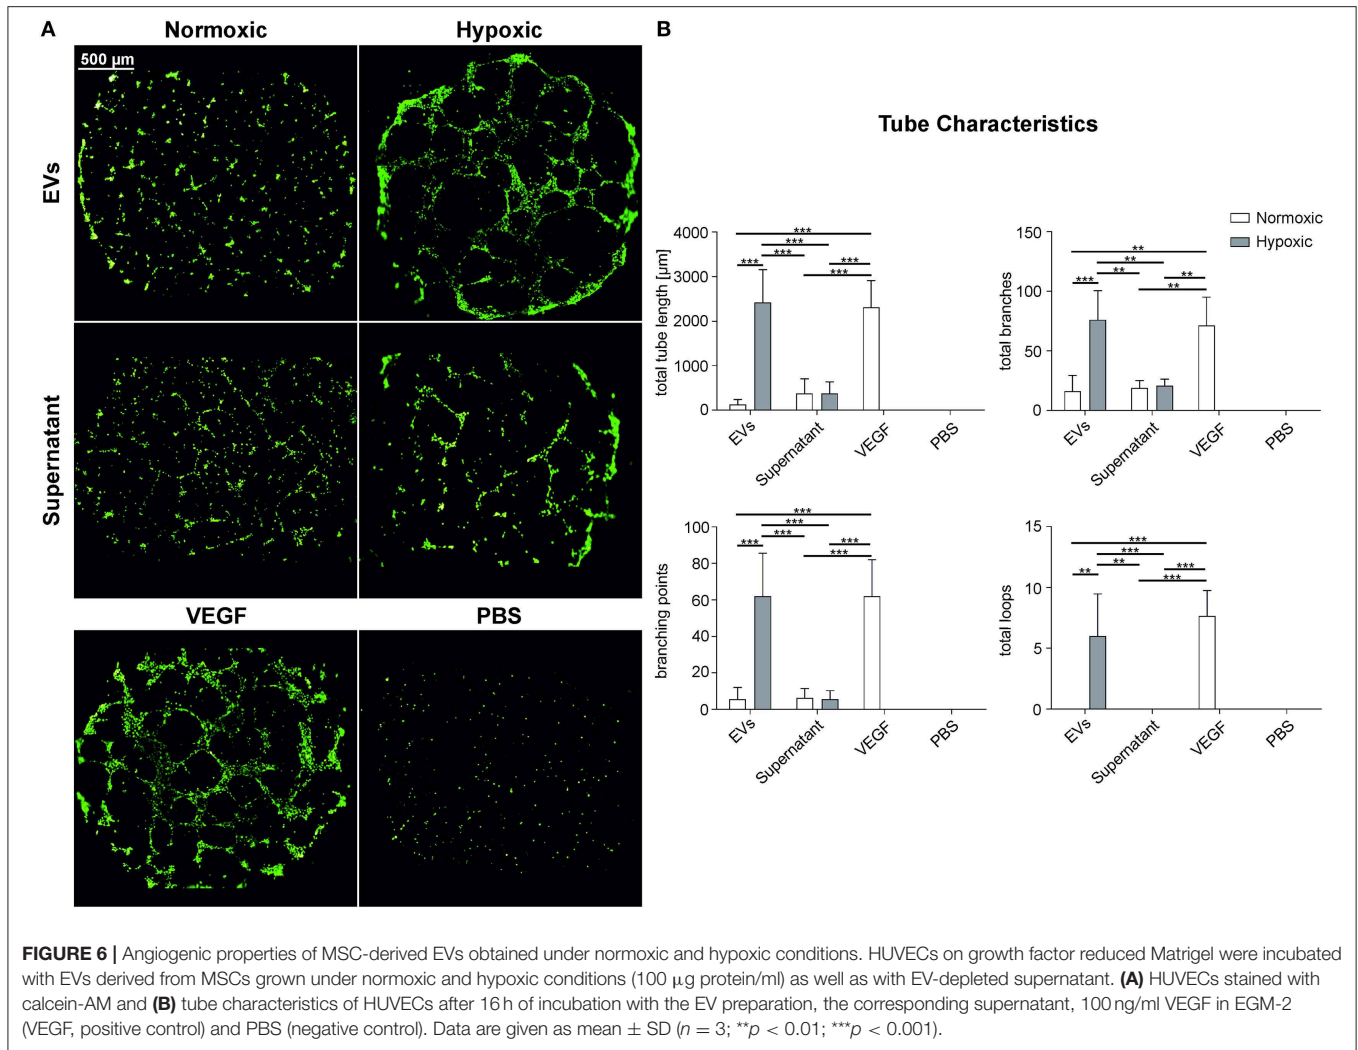 A
Normoxic
Hypoxic
500 µm
EVs
Supernatant
VEGF
PBS
B
Tube Characteristics
Normoxic
Hypoxic
total tube length [µm]
4000
3000
2000
1000
0
***
***
***
***
***
***
EVs
Supernatant
VEGF
PBS
total branches
150
100
50
0
**
**
**
**
***
**
EVs
Supernatant
VEGF
PBS
branching points
100
80
60
40
20
0
***
***
***
***
***
***
EVs
Supernatant
VEGF
PBS
total loops
15
10
5
0
***
***
**
***
**
***
EVs
Supernatant
VEGF
PBS
FIGURE 6 | Angiogenic properties of MSC-derived EVs obtained under normoxic and hypoxic conditions. HUVECs on growth factor reduced Matrigel were incubated
with EVs derived from MSCs grown under normoxic and hypoxic conditions (100 µg protein/ml) as well as with EV-depleted supernatant. (A) HUVECs stained with
calcein-AM and (B) tube characteristics of HUVECs after 16 h of incubation with the EV preparation, the corresponding supernatant, 100 ng/ml VEGF in EGM-2
(VEGF, positive control) and PBS (negative control). Data are given as mean ± SD (n = 3; **p < 0.01; ***p < 0.001).